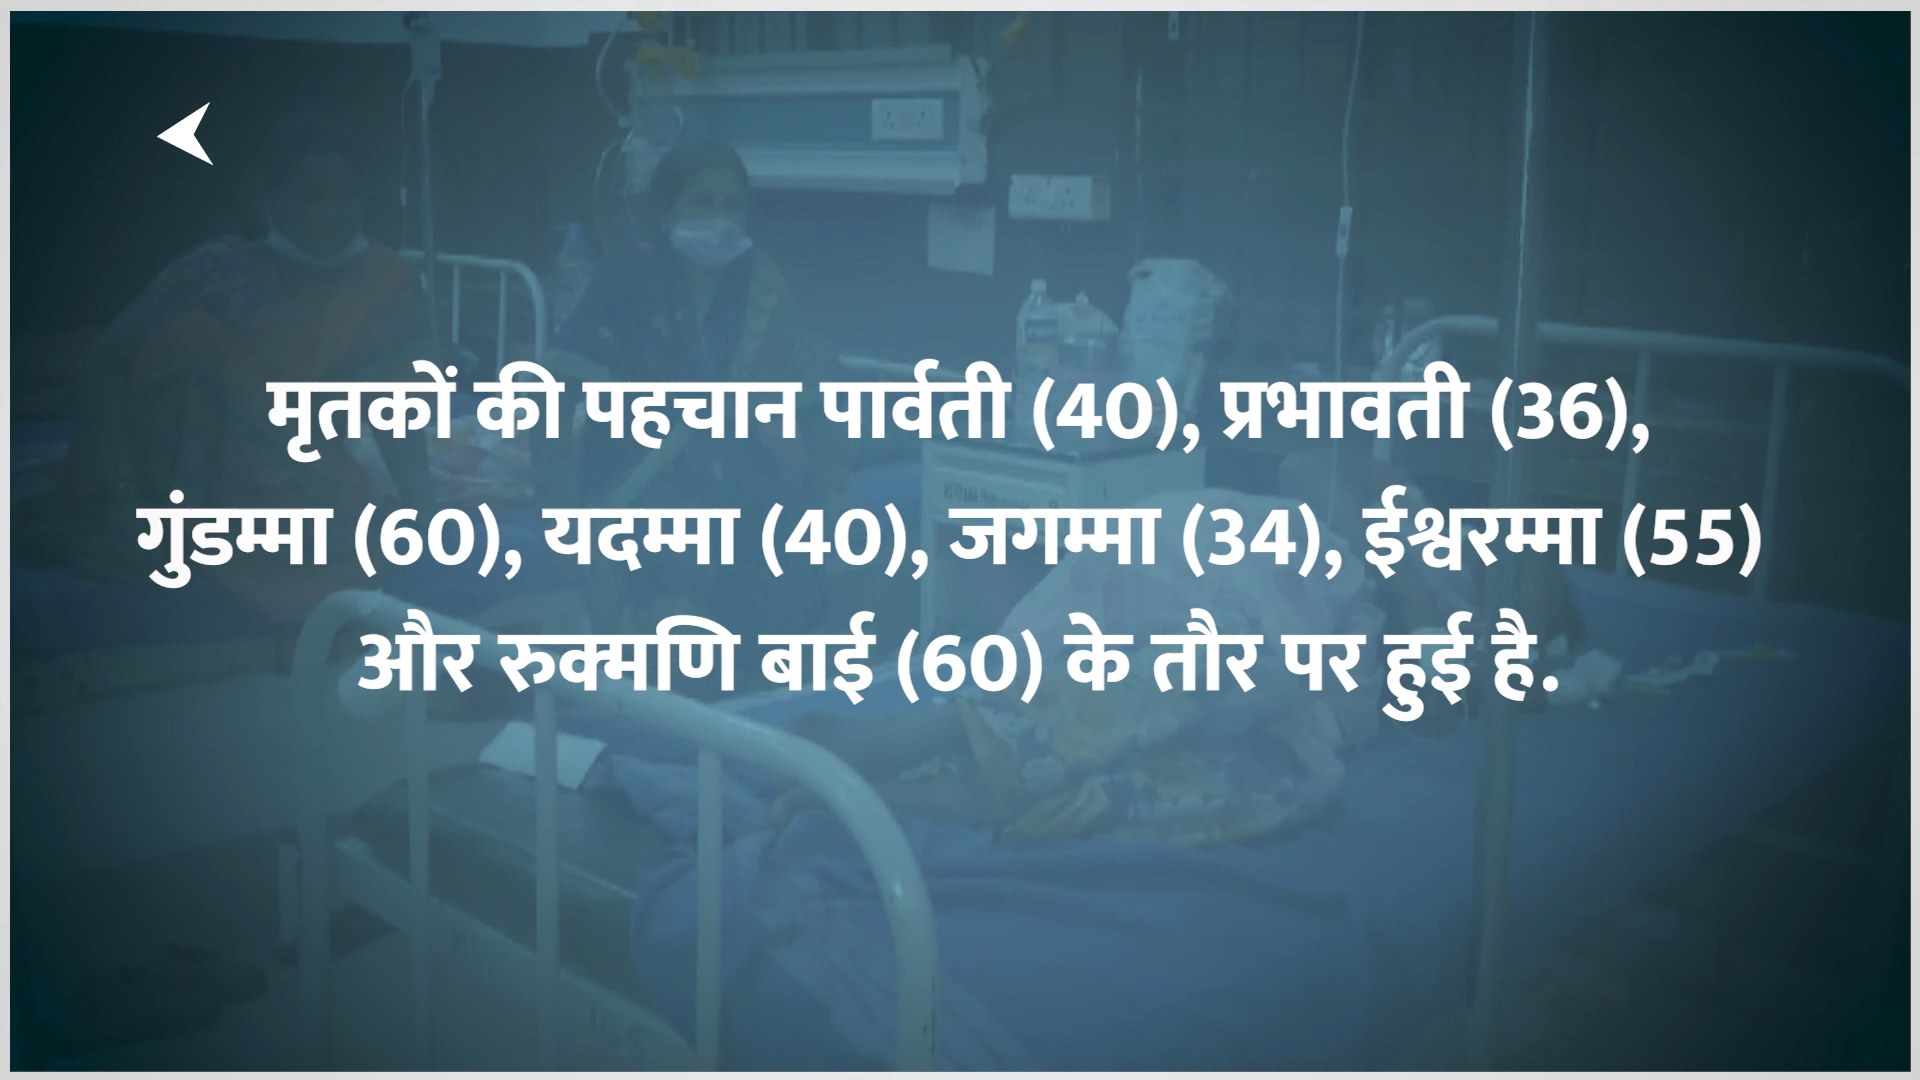 मृतकों की पहचान पार्वती (40), प्रभावती (36),
गुंडम्मा (60), यदम्मा (40), जगम्मा (34), ईश्वरम्मा (55)
और रुक्मणि बाई (60) के तौर पर हुई है.